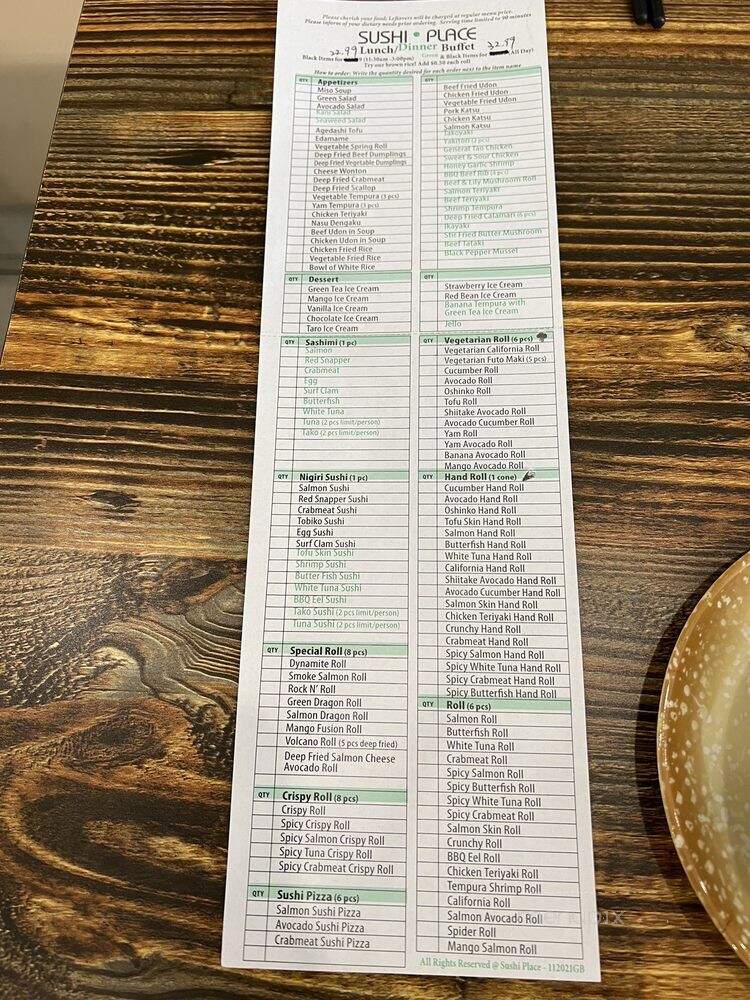 Please cherish your food; Leftovers will be charged at regular menu price.
Please inform of your dietary needs prior ordering. Serving time limited to 90 minutes
SUSHI • PLACE
Lunch/Dinner Buffet
22.99 32.99
Black Items for 9 (11:30am -3:00pm) Green & Black Items for All Day!
Try our brown rice! Add $0.50 each roll
How to order: Write the quantity desired for each order next to the item name
QTY Appetizers
Miso Soup
Green Salad
Avocado Salad
Kani Salad
Seaweed Salad
Agedashi Tofu
Edamame
Vegetable Spring Roll
Deep Fried Beef Dumplings
Deep Fried Vegetable Dumplings
Cheese Wonton
Deep Fried Crabmeat
Deep Fried Scallop
Vegetable Tempura (3 pcs)
Yam Tempura (3 pcs)
Chicken Teriyaki
Nasu Dengaku
Beef Udon in Soup
Chicken Udon in Soup
Chicken Fried Rice
Vegetable Fried Rice
Bowl of White Rice
QTY
Beef Fried Udon
Chicken Fried Udon
Vegetable Fried Udon
Pork Katsu
Chicken Katsu
Salmon Katsu
Takoyaki
Yakitori (2 pcs)
General Tao Chicken
Sweet & Sour Chicken
Honey Garlic Shrimp
BBQ Beef Rib (4 pcs)
Beef & Lily Mushroom Roll
Salmon Teriyaki
Beef Teriyaki
Shrimp Tempura
Deep Fried Calamari (6 pcs)
Ikayaki
Stir Fried Butter Mushroom
Beef Tataki
Black Pepper Mussel
QTY Dessert
Green Tea Ice Cream
Mango Ice Cream
Vanilla Ice Cream
Chocolate Ice Cream
Taro Ice Cream
QTY
Strawberry Ice Cream
Red Bean Ice Cream
Banana Tempura with
Green Tea Ice Cream
Jello
QTY Sashimi (1 pc)
Salmon
Red Snapper
Crabmeat
Egg
Surf Clam
Butterfish
White Tuna
Tuna (2 pcs limit/person)
Tako (2 pcs limit/person)
QTY Nigiri Sushi (1 pc)
Salmon Sushi
Red Snapper Sushi
Crabmeat Sushi
Tobiko Sushi
Egg Sushi
Surf Clam Sushi
Tofu Skin Sushi
Shrimp Sushi
Butter Fish Sushi
White Tuna Sushi
BBQ Eel Sushi
Tako Sushi (2 pcs limit/person)
Tuna Sushi (2 pcs limit/person)
QTY Special Roll (8 pcs)
Dynamite Roll
Smoke Salmon Roll
Rock N' Roll
Green Dragon Roll
Salmon Dragon Roll
Mango Fusion Roll
Volcano Roll (5 pcs deep fried)
Deep Fried Salmon Cheese
Avocado Roll
QTY Crispy Roll (8 pcs)
Crispy Roll
Spicy Crispy Roll
Spicy Salmon Crispy Roll
Spicy Tuna Crispy Roll
Spicy Crabmeat Crispy Roll
QTY Sushi Pizza (6 pcs)
Salmon Sushi Pizza
Avocado Sushi Pizza
Crabmeat Sushi Pizza
QTY Vegetarian Roll (6 pcs)
Vegetarian California Roll
Vegetarian Futo Maki (5 pcs)
Cucumber Roll
Avocado Roll
Oshinko Roll
Tofu Roll
Shiitake Avocado Roll
Avocado Cucumber Roll
Yam Roll
Yam Avocado Roll
Banana Avocado Roll
Mango Avocado Roll
QTY Hand Roll (1 cone)
Cucumber Hand Roll
Avocado Hand Roll
Oshinko Hand Roll
Tofu Skin Hand Roll
Salmon Hand Roll
Butterfish Hand Roll
White Tuna Hand Roll
California Hand Roll
Shiitake Avocado Hand Roll
Avocado Cucumber Hand Roll
Salmon Skin Hand Roll
Chicken Teriyaki Hand Roll
Crunchy Hand Roll
Crabmeat Hand Roll
Spicy Salmon Hand Roll
Spicy White Tuna Hand Roll
Spicy Crabmeat Hand Roll
Spicy Butterfish Hand Roll
QTY Roll (6 pcs)
Salmon Roll
Butterfish Roll
White Tuna Roll
Crabmeat Roll
Spicy Salmon Roll
Spicy Butterfish Roll
Spicy White Tuna Roll
Spicy Crabmeat Roll
Salmon Skin Roll
Crunchy Roll
BBQ Eel Roll
Chicken Teriyaki Roll
Tempura Shrimp Roll
California Roll
Salmon Avocado Roll
Spider Roll
Mango Salmon Roll
All Rights Reserved @ Sushi Place - 112021GB